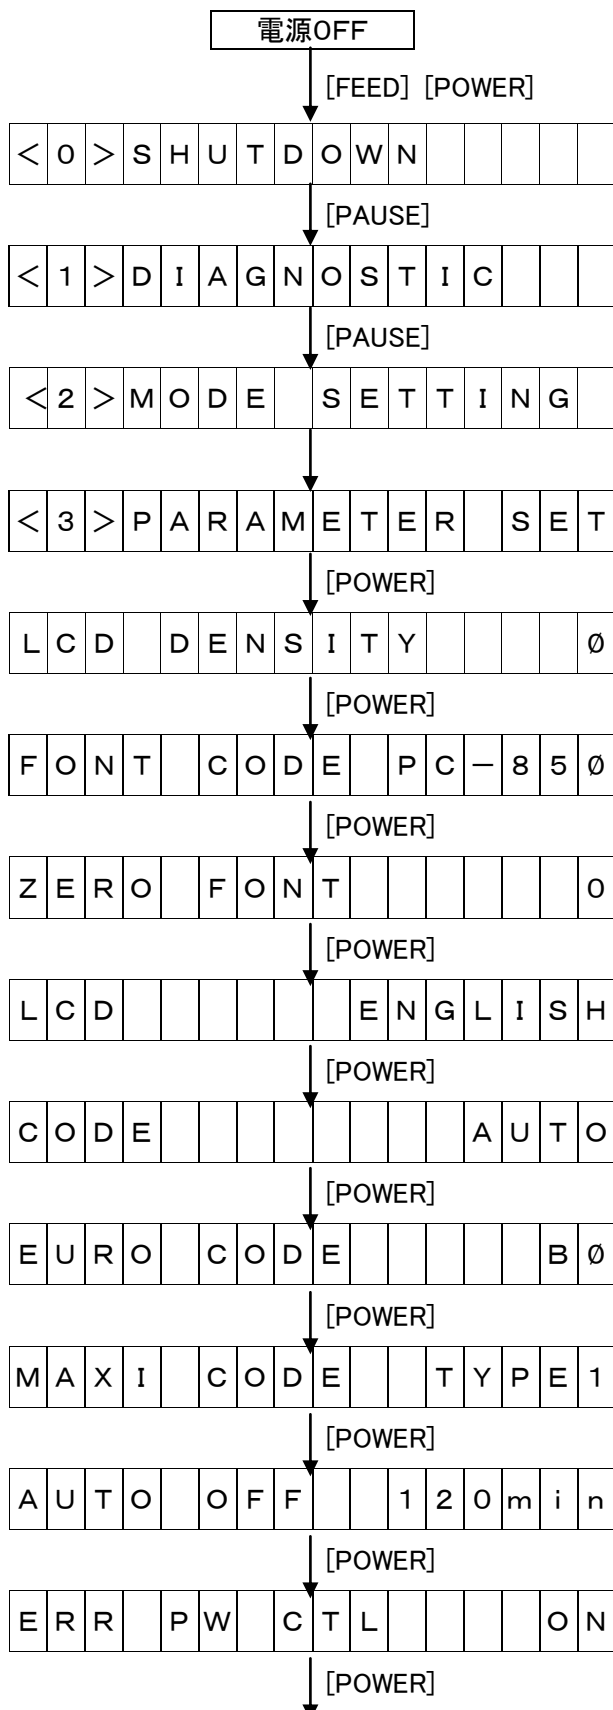 電源OFF
[FEED] [POWER]
<0>SHUTDOWN
[PAUSE]
<1>DIAGNOSTIC
[PAUSE]
<2>MODE SETTING
<3>PARAMETER SET
[POWER]
LCD DENSITY Ø
[POWER]
FONT CODE PC-85Ø
[POWER]
ZERO FONT 0
[POWER]
LCD ENGLISH
[POWER]
CODE AUTO
[POWER]
EURO CODE BØ
[POWER]
MAXI CODE TYPE1
[POWER]
AUTO OFF 120min
[POWER]
ERR PW CTL ON
[POWER]